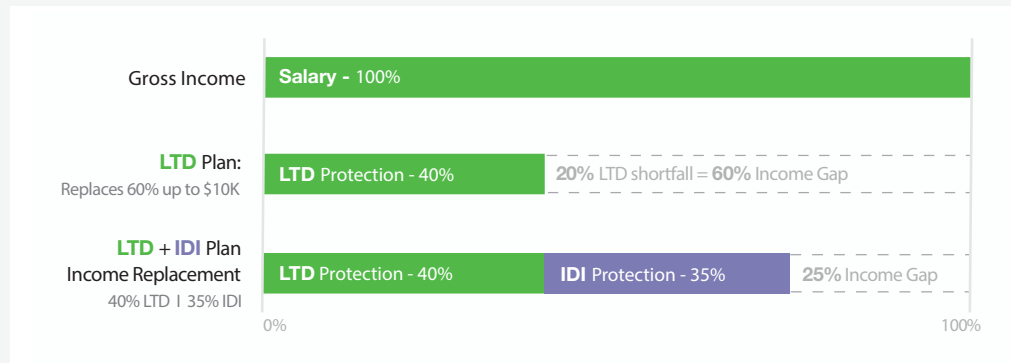 Gross Income
Salary - 100%
LTD Plan:
Replaces 60% up to $10K
LTD Protection - 40%
20% LTD shortfall = 60% Income Gap
LTD + IDI Plan
Income Replacement
40% LTD I 35% IDI
LTD Protection - 40%
IDI Protection - 35%
25% Income Gap
0%
100%